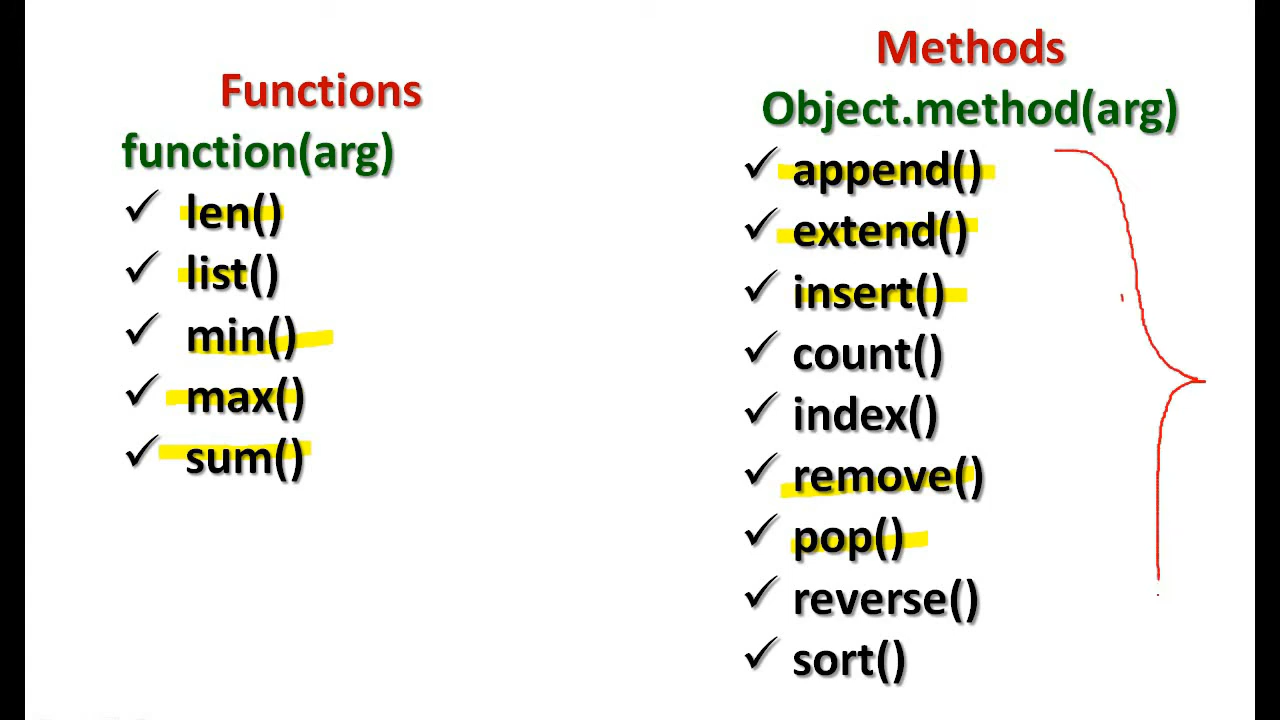 Functions
function(arg)
✓ len()
✓ list()
✓ min()
✓ max()
✓ sum()
Methods
Object.method(arg)
✓ append()
✓ extend()
✓ insert()
✓ count()
✓ index()
✓ remove()
✓ pop()
✓ reverse()
✓ sort()